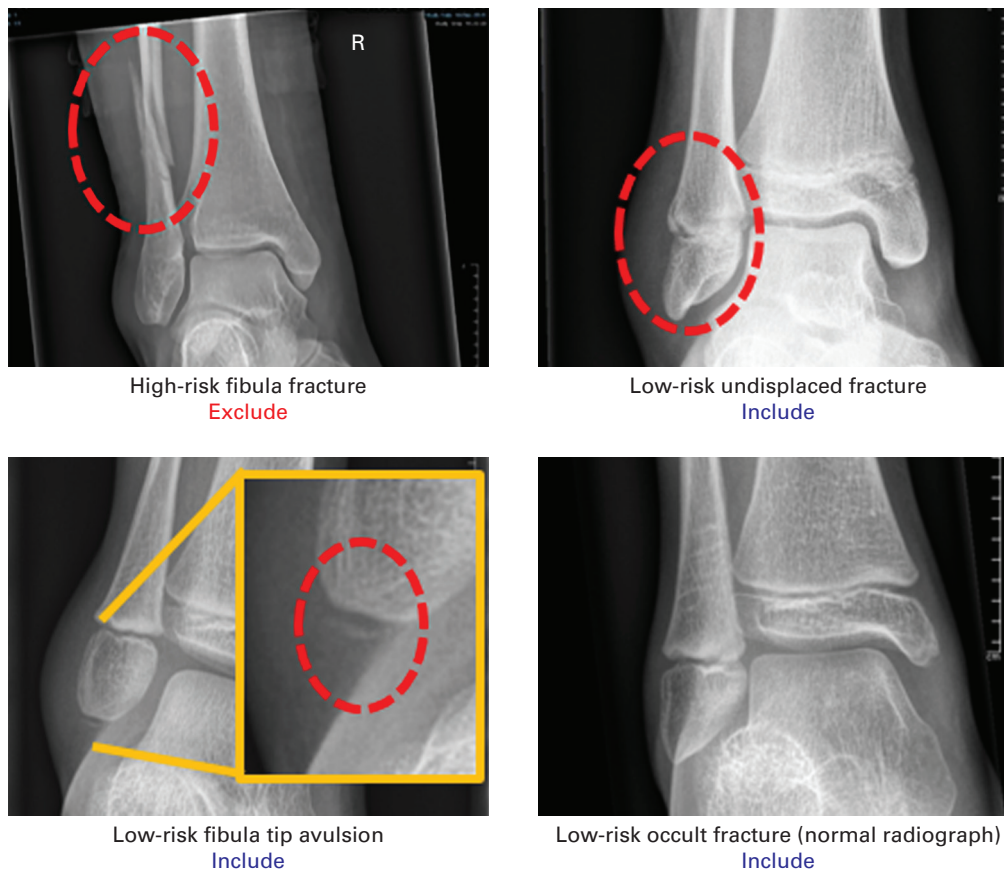 R
High-risk fibula fracture
Exclude
Low-risk undisplaced fracture
Include
Low-risk fibula tip avulsion
Include
Low-risk occult fracture (normal radiograph)
Include